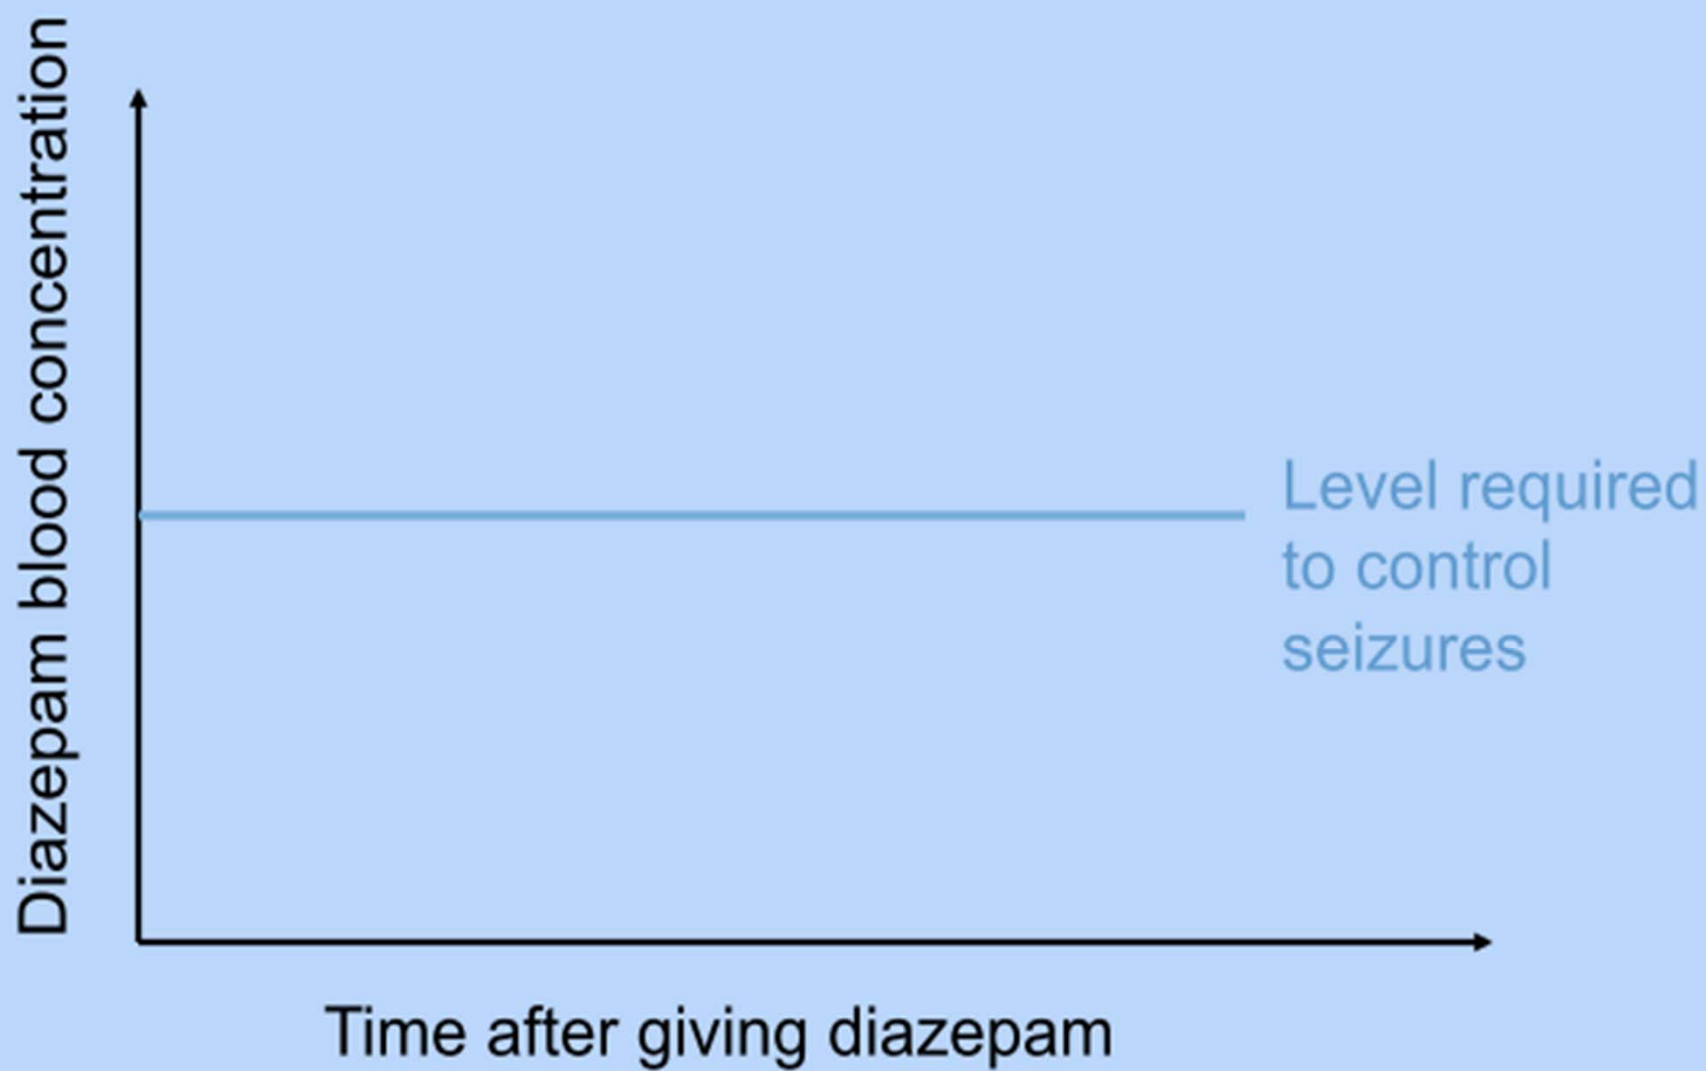 Diazepam blood concentration
Level required
to control
seizures
Time after giving diazepam